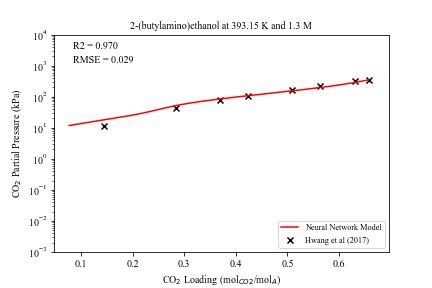 2-(butylamino)ethanol at 393.15 K and 1.3 M
R2 = 0.970
RMSE = 0.029
CO₂ Partial Pressure (kPa)
10⁴
10³
10²
10¹
10⁰
10⁻¹
10⁻²
10⁻³
0.1 0.2 0.3 0.4 0.5 0.6
CO₂ Loading (mol_CO2/mol_A)
Neural Network Model
Hwang et al (2017)